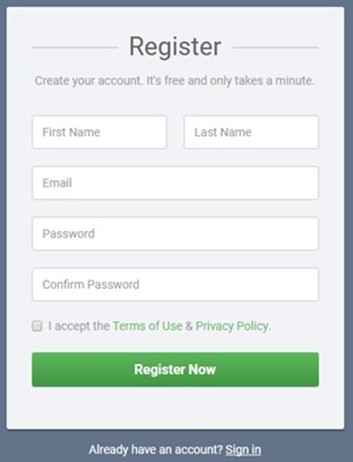 Register
Create your account. It's free and only takes a minute.
First Name
Last Name
Email
Password
Confirm Password
I accept the Terms of Use & Privacy Policy.
Register Now
Already have an account? Sign in